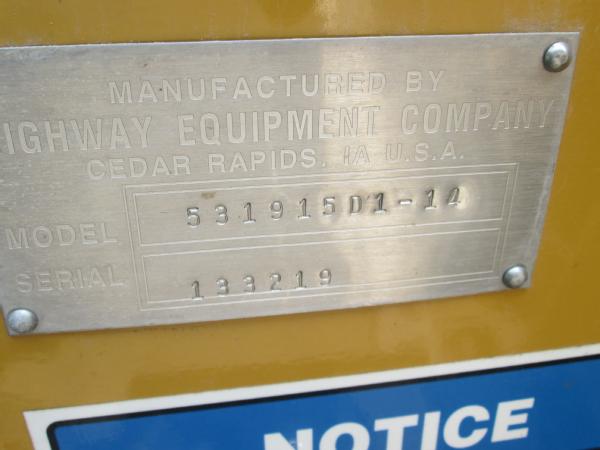 MANUFACTURED BY
IGHWAY EQUIPMENT COMPANY
CEDAR RAPIDS, IA U.S.A.
MODEL 531915D1-14
SERIAL 133219
NOTICE